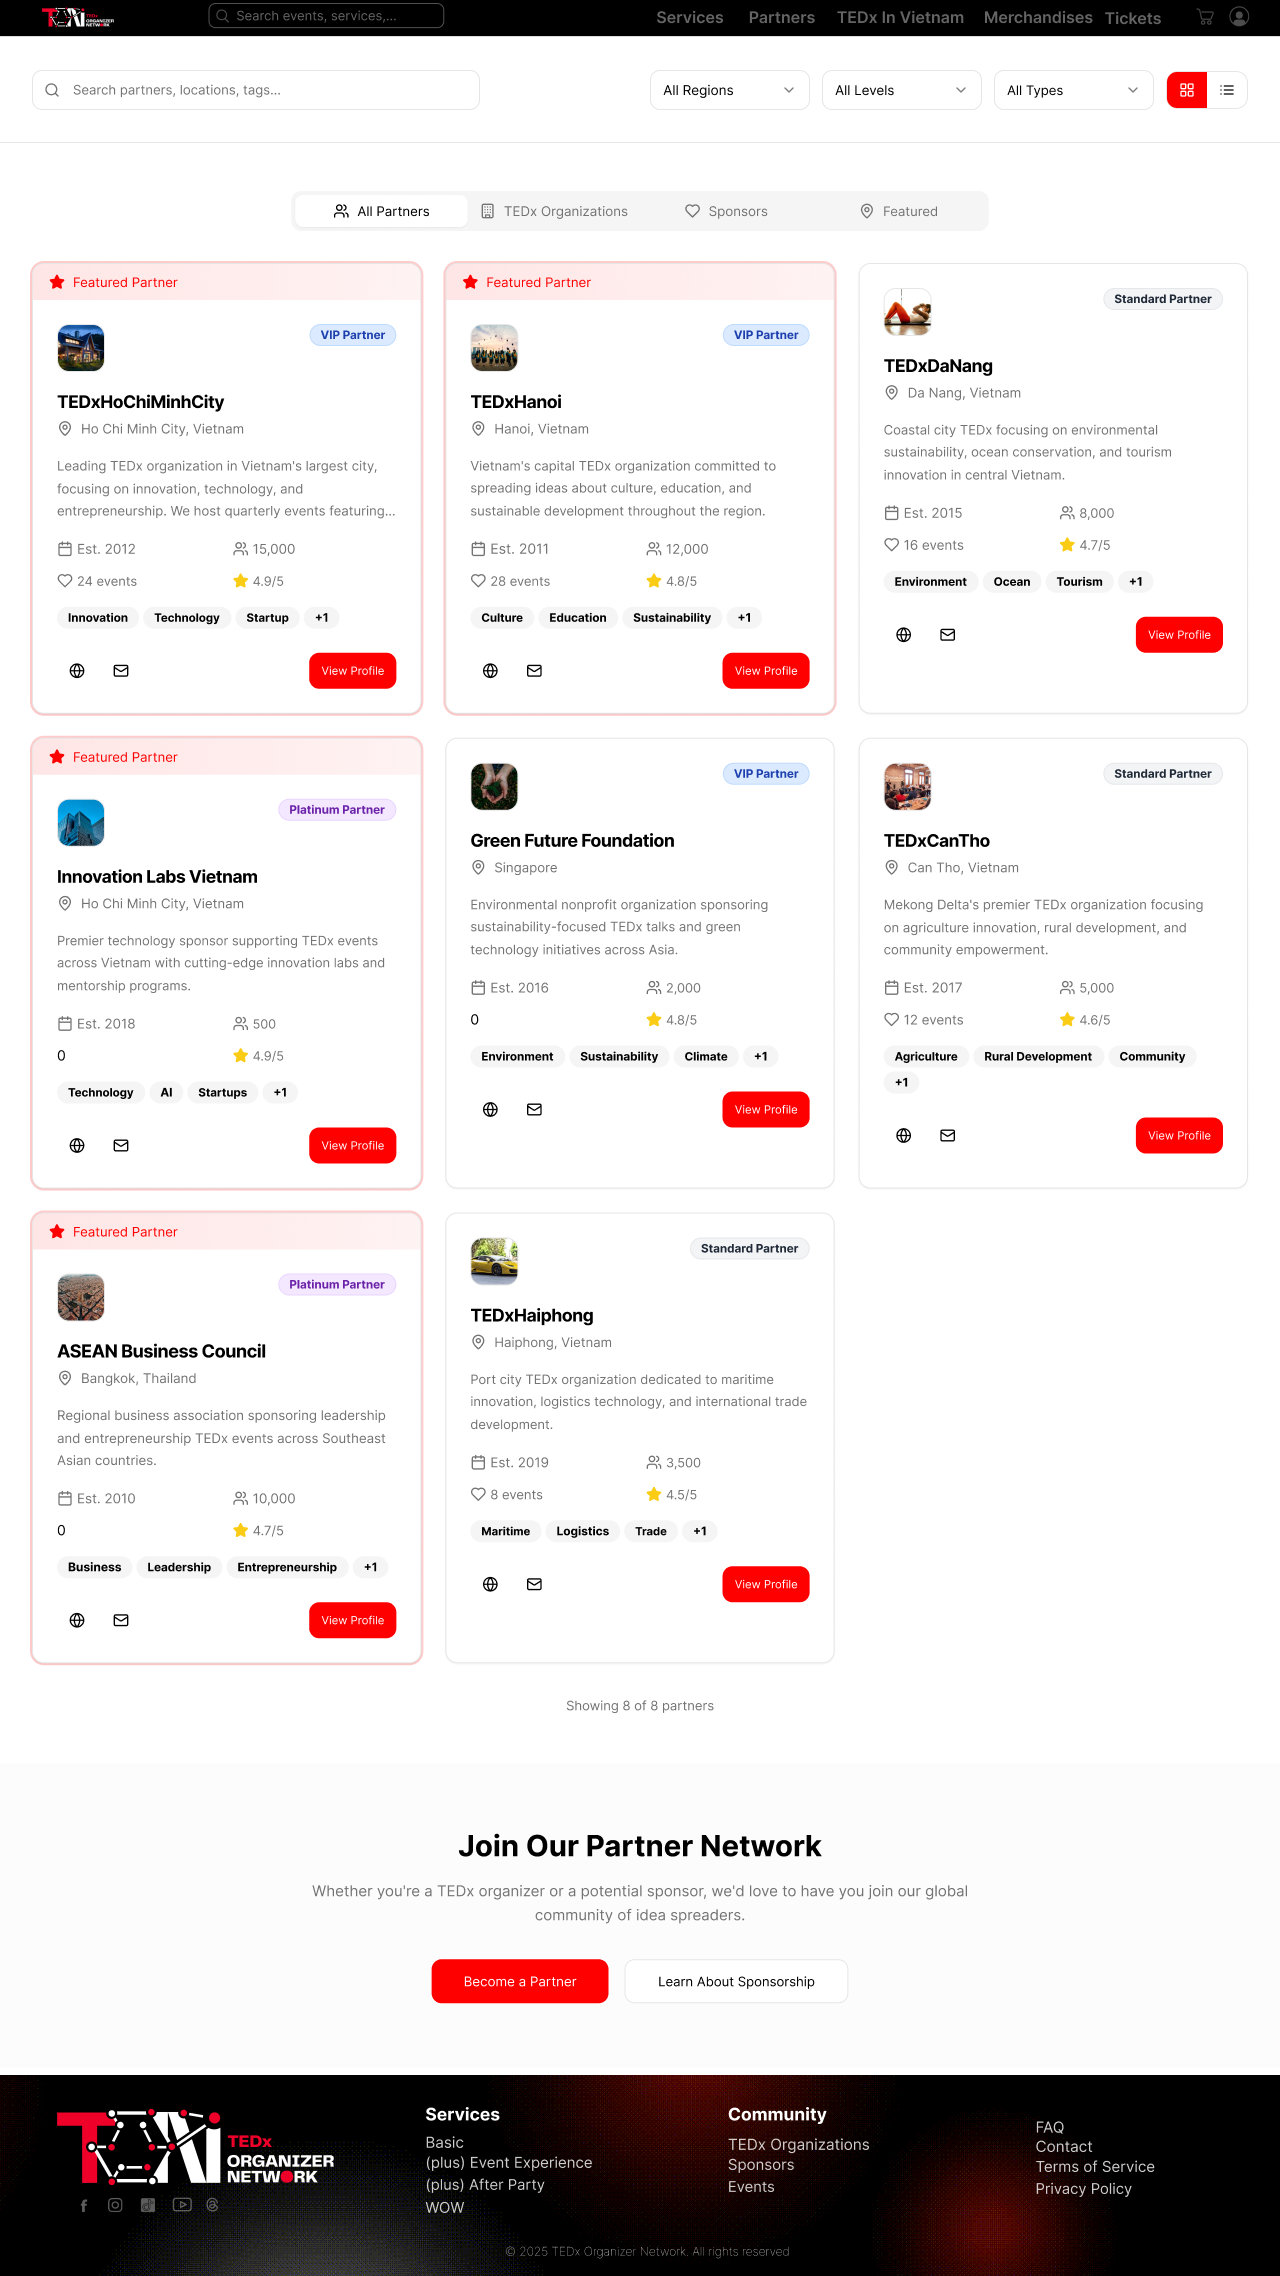 TEDx
ORGANIZER
NETWORK
Search events, services,...
Services
Partners
TEDx In Vietnam
Merchandises
Tickets
Search partners, locations, tags...
All Regions
All Levels
All Types
All Partners
TEDx Organizations
Sponsors
Featured
Featured Partner
VIP Partner
TEDxHoChiMinhCity
Ho Chi Minh City, Vietnam
Leading TEDx organization in Vietnam's largest city,
focusing on innovation, technology, and
entrepreneurship. We host quarterly events featuring...
Est. 2012
15,000
24 events
4.9/5
Innovation
Technology
Startup
+1
View Profile
Featured Partner
VIP Partner
TEDxHanoi
Hanoi, Vietnam
Vietnam's capital TEDx organization committed to
spreading ideas about culture, education, and
sustainable development throughout the region.
Est. 2011
12,000
28 events
4.8/5
Culture
Education
Sustainability
+1
View Profile
Standard Partner
TEDxDaNang
Da Nang, Vietnam
Coastal city TEDx focusing on environmental
sustainability, ocean conservation, and tourism
innovation in central Vietnam.
Est. 2015
8,000
16 events
4.7/5
Environment
Ocean
Tourism
+1
View Profile
Featured Partner
Platinum Partner
Innovation Labs Vietnam
Ho Chi Minh City, Vietnam
Premier technology sponsor supporting TEDx events
across Vietnam with cutting-edge innovation labs and
mentorship programs.
Est. 2018
500
0
4.9/5
Technology
AI
Startups
+1
View Profile
VIP Partner
Green Future Foundation
Singapore
Environmental nonprofit organization sponsoring
sustainability-focused TEDx talks and green
technology initiatives across Asia.
Est. 2016
2,000
0
4.8/5
Environment
Sustainability
Climate
+1
View Profile
Standard Partner
TEDxCanTho
Can Tho, Vietnam
Mekong Delta's premier TEDx organization focusing
on agriculture innovation, rural development, and
community empowerment.
Est. 2017
5,000
12 events
4.6/5
Agriculture
Rural Development
Community
+1
View Profile
Featured Partner
Platinum Partner
ASEAN Business Council
Bangkok, Thailand
Regional business association sponsoring leadership
and entrepreneurship TEDx events across Southeast
Asian countries.
Est. 2010
10,000
0
4.7/5
Business
Leadership
Entrepreneurship
+1
View Profile
Standard Partner
TEDxHaiphong
Haiphong, Vietnam
Port city TEDx organization dedicated to maritime
innovation, logistics technology, and international trade
development.
Est. 2019
3,500
8 events
4.5/5
Maritime
Logistics
Trade
+1
View Profile
Showing 8 of 8 partners
Join Our Partner Network
Whether you're a TEDx organizer or a potential sponsor, we'd love to have you join our global
community of idea spreaders.
Become a Partner
Learn About Sponsorship
TEDx
ORGANIZER
NETWORK
Services
Basic
(plus) Event Experience
(plus) After Party
WOW
Community
TEDx Organizations
Sponsors
Events
FAQ
Contact
Terms of Service
Privacy Policy
© 2025 TEDx Organizer Network. All rights reserved